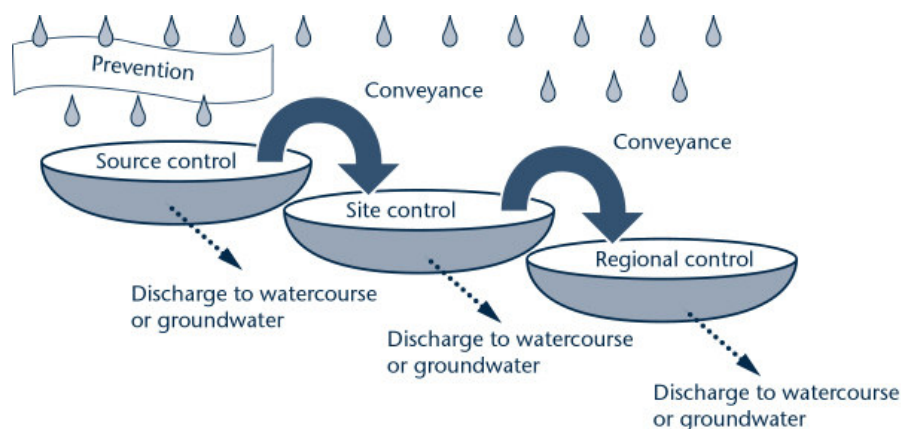 Prevention
Conveyance
Conveyance
Source control
Site control
Regional control
Discharge to watercourse
or groundwater
Discharge to watercourse
or groundwater
Discharge to watercourse
or groundwater